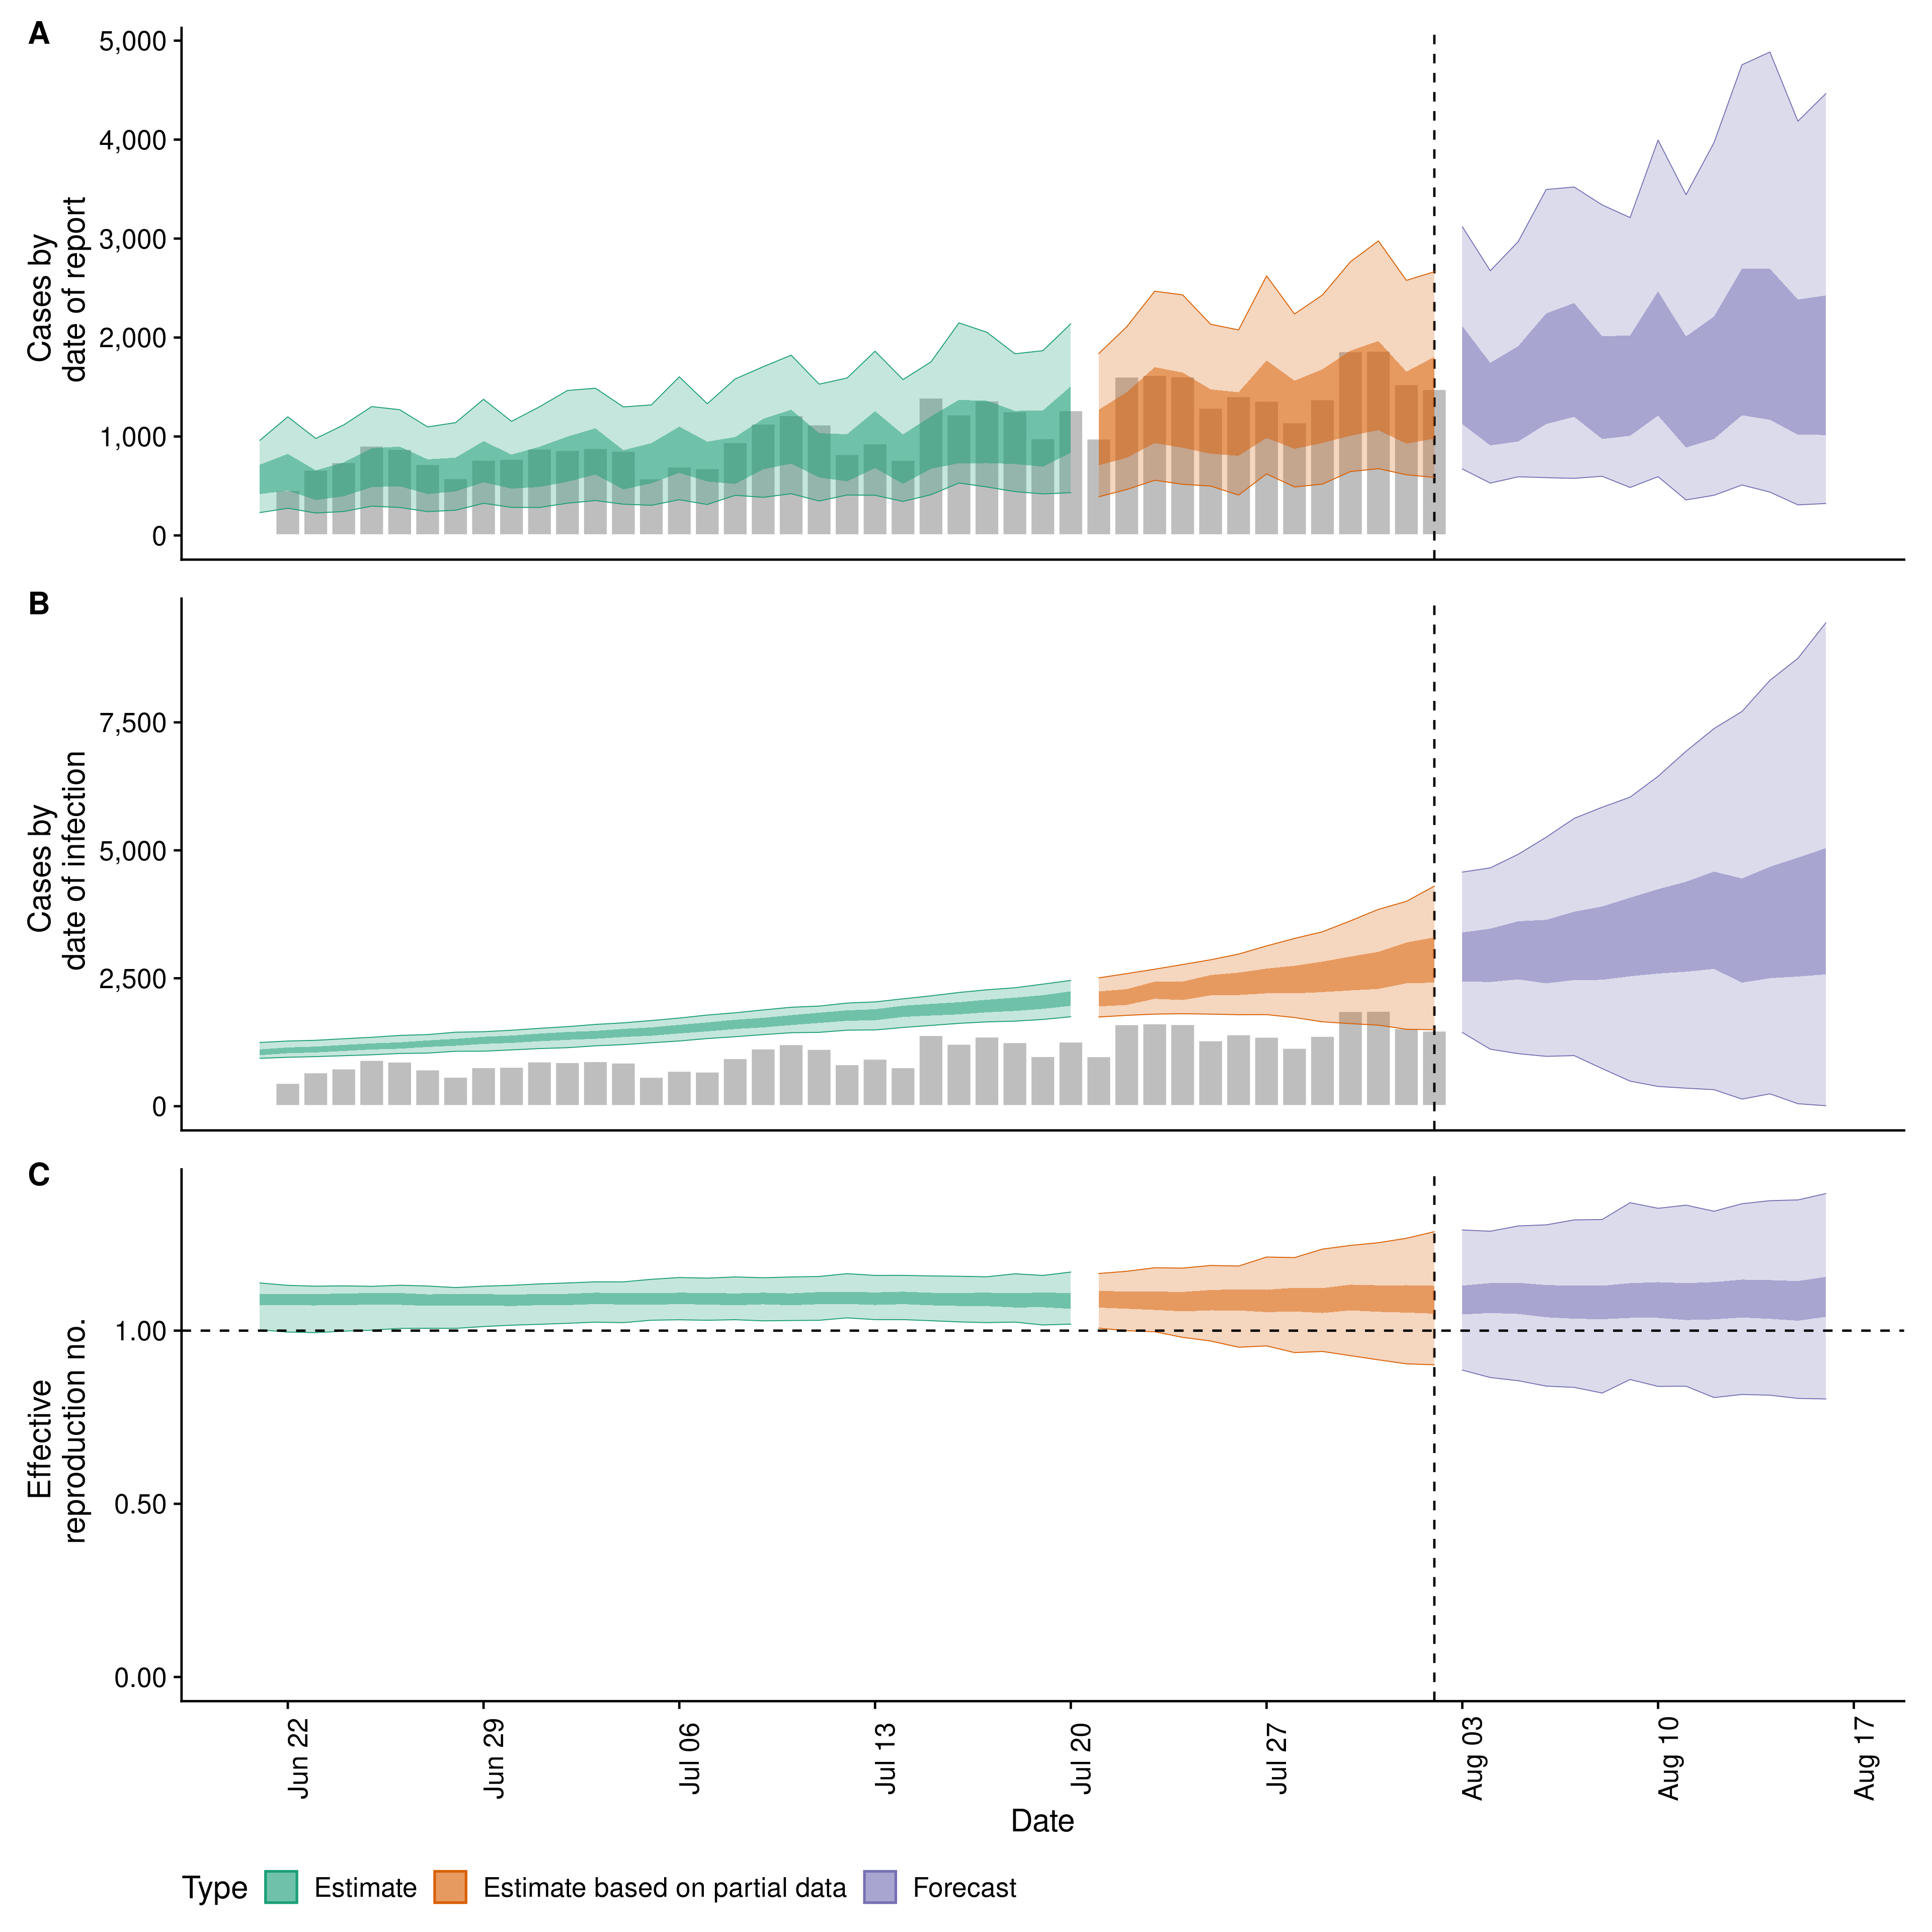 A
5,000
4,000
3,000
2,000
1,000
0
Cases by
date of report
B
7,500
5,000
2,500
0
Cases by
date of infection
C
1.00
0.50
0.00
Effective
reproduction no.
Jun 22
Jun 29
Jul 06
Jul 13
Jul 20
Jul 27
Aug 03
Aug 10
Aug 17
Date
Type Estimate Estimate based on partial data Forecast